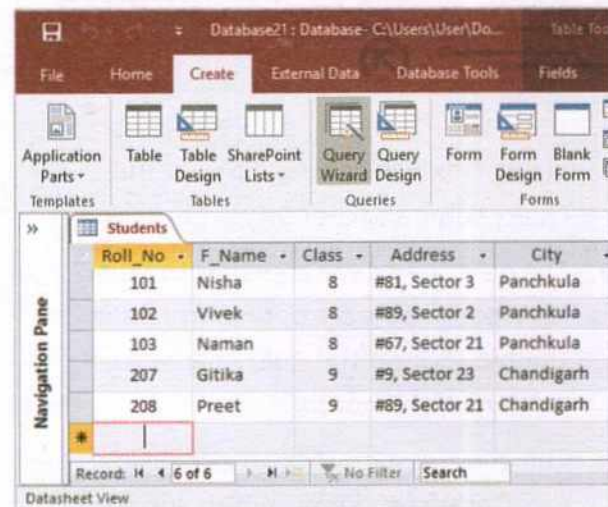 Database21 : Database- C:\Users\User\Do... Table Too
File Home Create External Data Database Tools Fields
Application Parts Table Table Design SharePoint Lists Query Wizard Query Design Form Form Design Blank Form
Templates Tables Queries Forms
» Students
Roll_No F_Name Class Address City
101 Nisha 8 #81, Sector 3 Panchkula
102 Vivek 8 #89, Sector 2 Panchkula
103 Naman 8 #67, Sector 21 Panchkula
207 Gitika 9 #9, Sector 23 Chandigarh
208 Preet 9 #89, Sector 21 Chandigarh
Navigation Pane
Record: 6 of 6 No Filter Search
Datasheet View